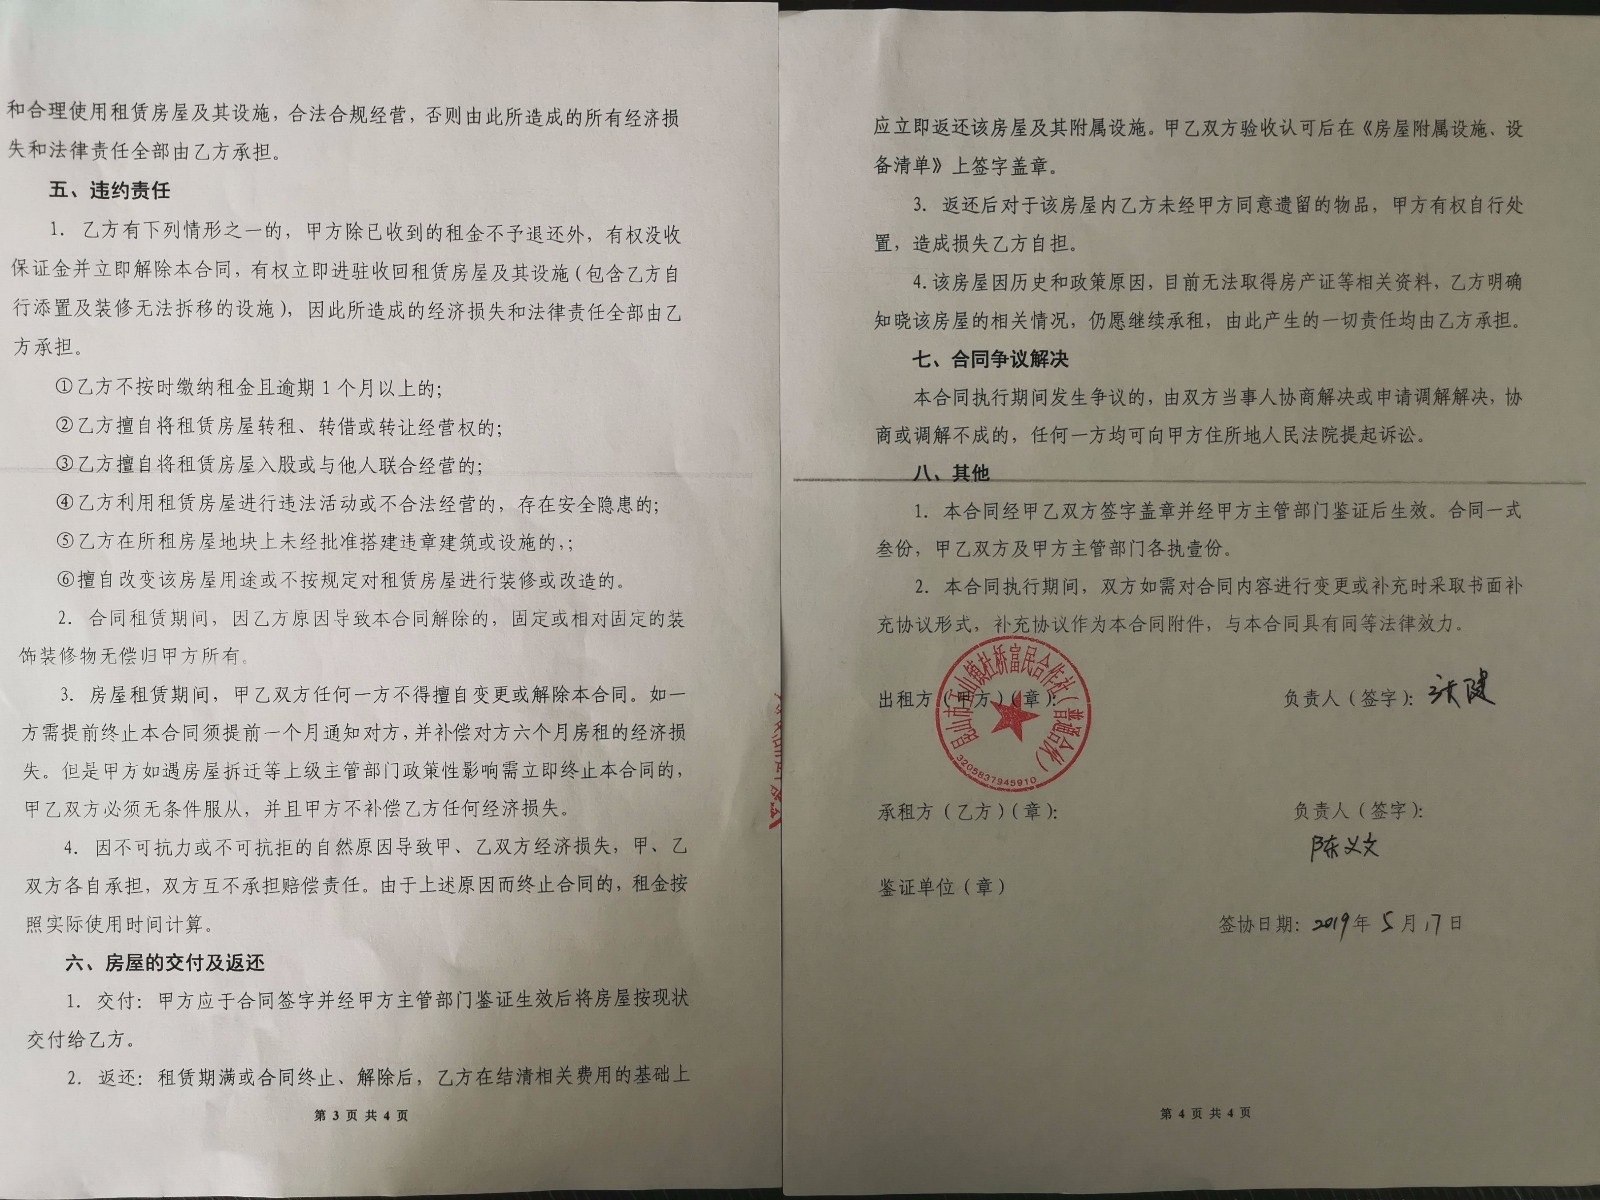 和合理使用租赁房屋及其设施，合法合规经营，否则由此所造成的所有经济损
失和法律责任全部由乙方承担。
五、违约责任
1. 乙方有下列情形之一的，甲方除已收到的租金不予退还外，有权没收
保证金并立即解除本合同，有权立即进驻收回租赁房屋及其设施（包含乙方自
行添置及装修无法拆移的设施），因此所造成的经济损失和法律责任全部由乙
方承担。
①乙方不按时缴纳租金且逾期1个月以上的；
②乙方擅自将租赁房屋转租、转借或转让经营权的；
③乙方擅自将租赁房屋入股或与他人联合经营的；
④乙方利用租赁房屋进行违法活动或不合法经营的，存在安全隐患的；
⑤乙方在所租房屋地块上未经批准搭建违章建筑或设施的，；
⑥擅自改变该房屋用途或不按规定对租赁房屋进行装修或改造的。
2. 合同租赁期间，因乙方原因导致本合同解除的，固定或相对固定的装
饰装修物无偿归甲方所有。
3. 房屋租赁期间，甲乙双方任何一方不得擅自变更或解除本合同。如一
方需提前终止本合同须提前一个月通知对方，并补偿对方六个月房租的经济损
失。但是甲方如遇房屋拆迁等上级主管部门政策性影响需立即终止本合同的，
甲乙双方必须无条件服从，并且甲方不补偿乙方任何经济损失。
4. 因不可抗力或不可抗拒的自然原因导致甲、乙双方经济损失，甲、乙
双方各自承担，双方互不承担赔偿责任。由于上述原因而终止合同的，租金按
照实际使用时间计算。
六、房屋的交付及返还
1. 交付：甲方应于合同签字并经甲方主管部门鉴证生效后将房屋按现状
交付给乙方。
2. 返还：租赁期满或合同终止、解除后，乙方在结清相关费用的基础上
第 3 页 共 4 页
应立即返还该房屋及其附属设施。甲乙双方验收认可后在《房屋附属设施、设
备清单》上签字盖章。
3. 返还后对于该房屋内乙方未经甲方同意遗留的物品，甲方有权自行处
置，造成损失乙方自担。
4.该房屋因历史和政策原因，目前无法取得房产证等相关资料，乙方明确
知晓该房屋的相关情况，仍愿继续承租，由此产生的一切责任均由乙方承担。
七、合同争议解决
本合同执行期间发生争议的，由双方当事人协商解决或申请调解解决，协
商或调解不成的，任何一方均可向甲方住所地人民法院提起诉讼。
八、其他
1. 本合同经甲乙双方签字盖章并经甲方主管部门鉴证后生效。合同一式
叁份，甲乙双方及甲方主管部门各执壹份。
2. 本合同执行期间，双方如需对合同内容进行变更或补充时采取书面补
充协议形式，补充协议作为本合同附件，与本合同具有同等法律效力。
出租方（甲方）（章）： 负责人（签字）：张健
昆山市玉山镇杜桥富民合作社（普通合伙）
3205837945910
承租方（乙方）（章）： 负责人（签字）：
陈义文
鉴证单位（章）
签协日期：2019年5月17日
第 4 页 共 4 页